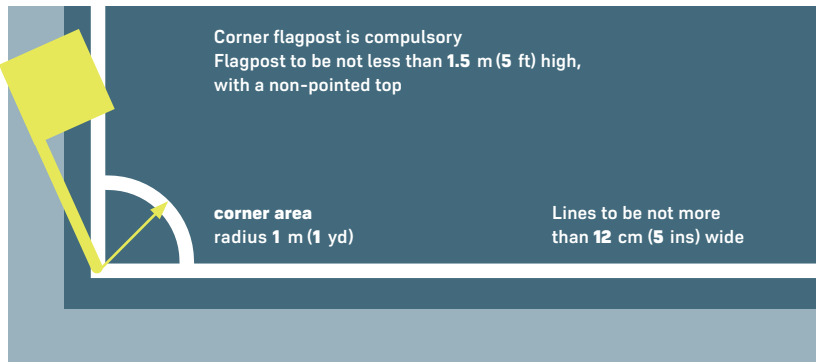 Corner flagpost is compulsory
Flagpost to be not less than 1.5 m (5 ft) high,
with a non-pointed top
corner area
radius 1 m (1 yd)
Lines to be not more
than 12 cm (5 ins) wide